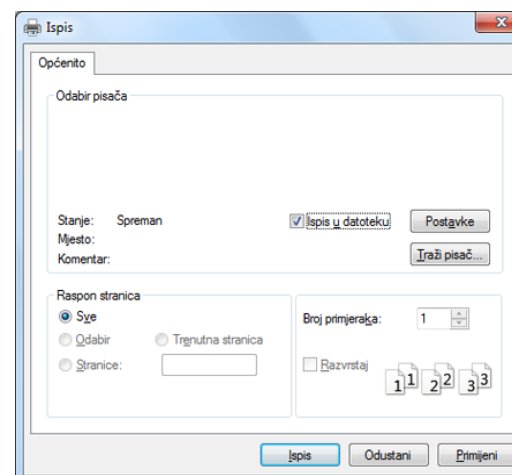 Ispis
Općenito
Odabir pisača
Stanje: Spreman
Ispis u datoteku
Postavke
Mjesto:
Komentar:
Traži pisač...
Raspon stranica
Sve
Odabir
Trenutna stranica
Stranice:
Broj primjeraka:
1
Razvrstaj
1 1 2 2 3 3
Ispis
Odustani
Primijeni